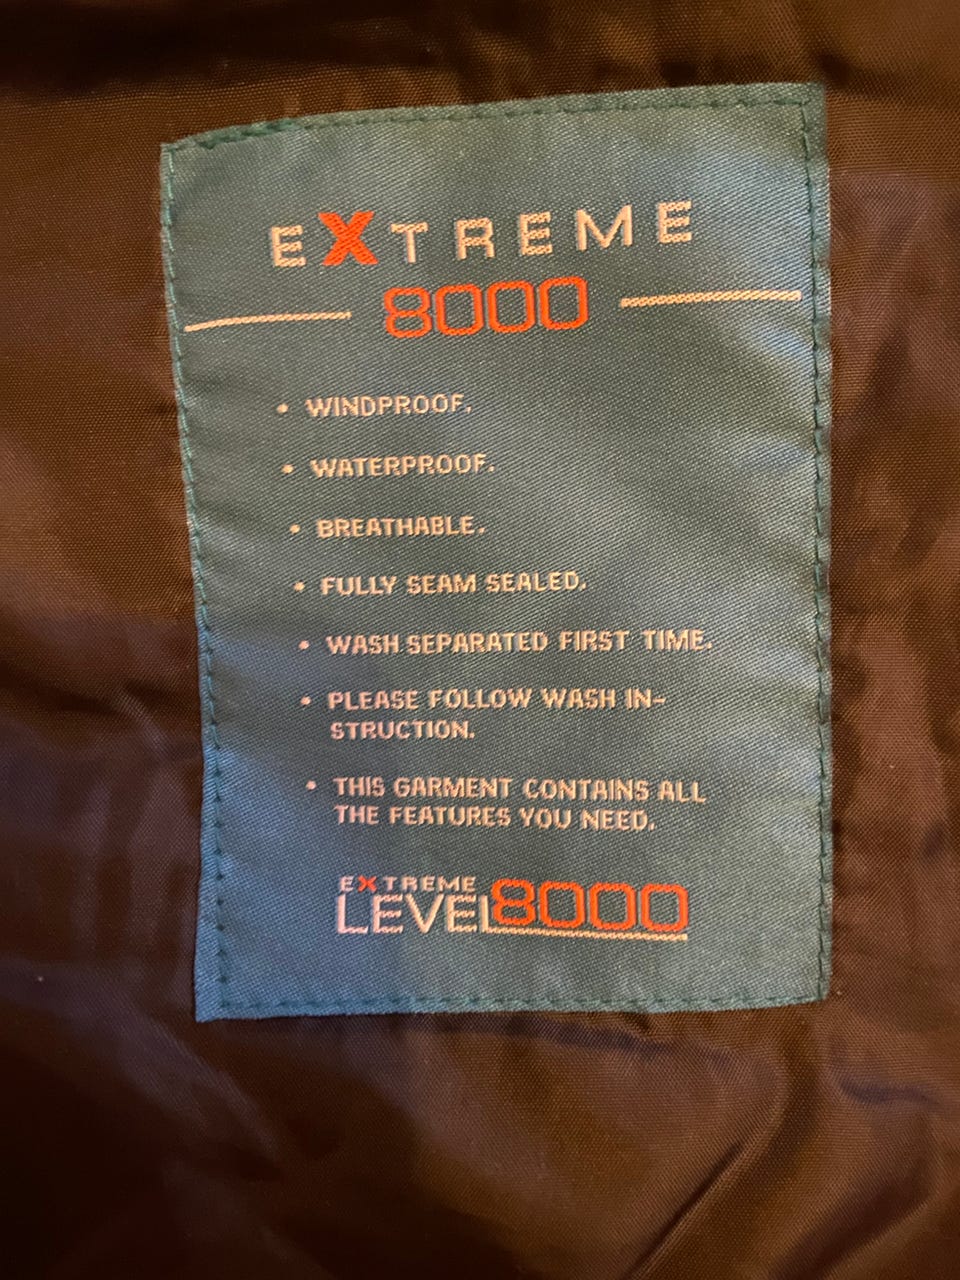 EXTREME
8000
• WINDPROOF.
• WATERPROOF.
• BREATHABLE.
• FULLY SEAM SEALED.
• WASH SEPARATED FIRST TIME.
• PLEASE FOLLOW WASH IN-
STRUCTION.
• THIS GARMENT CONTAINS ALL
THE FEATURES YOU NEED.
EXTREME
LEVEL8000